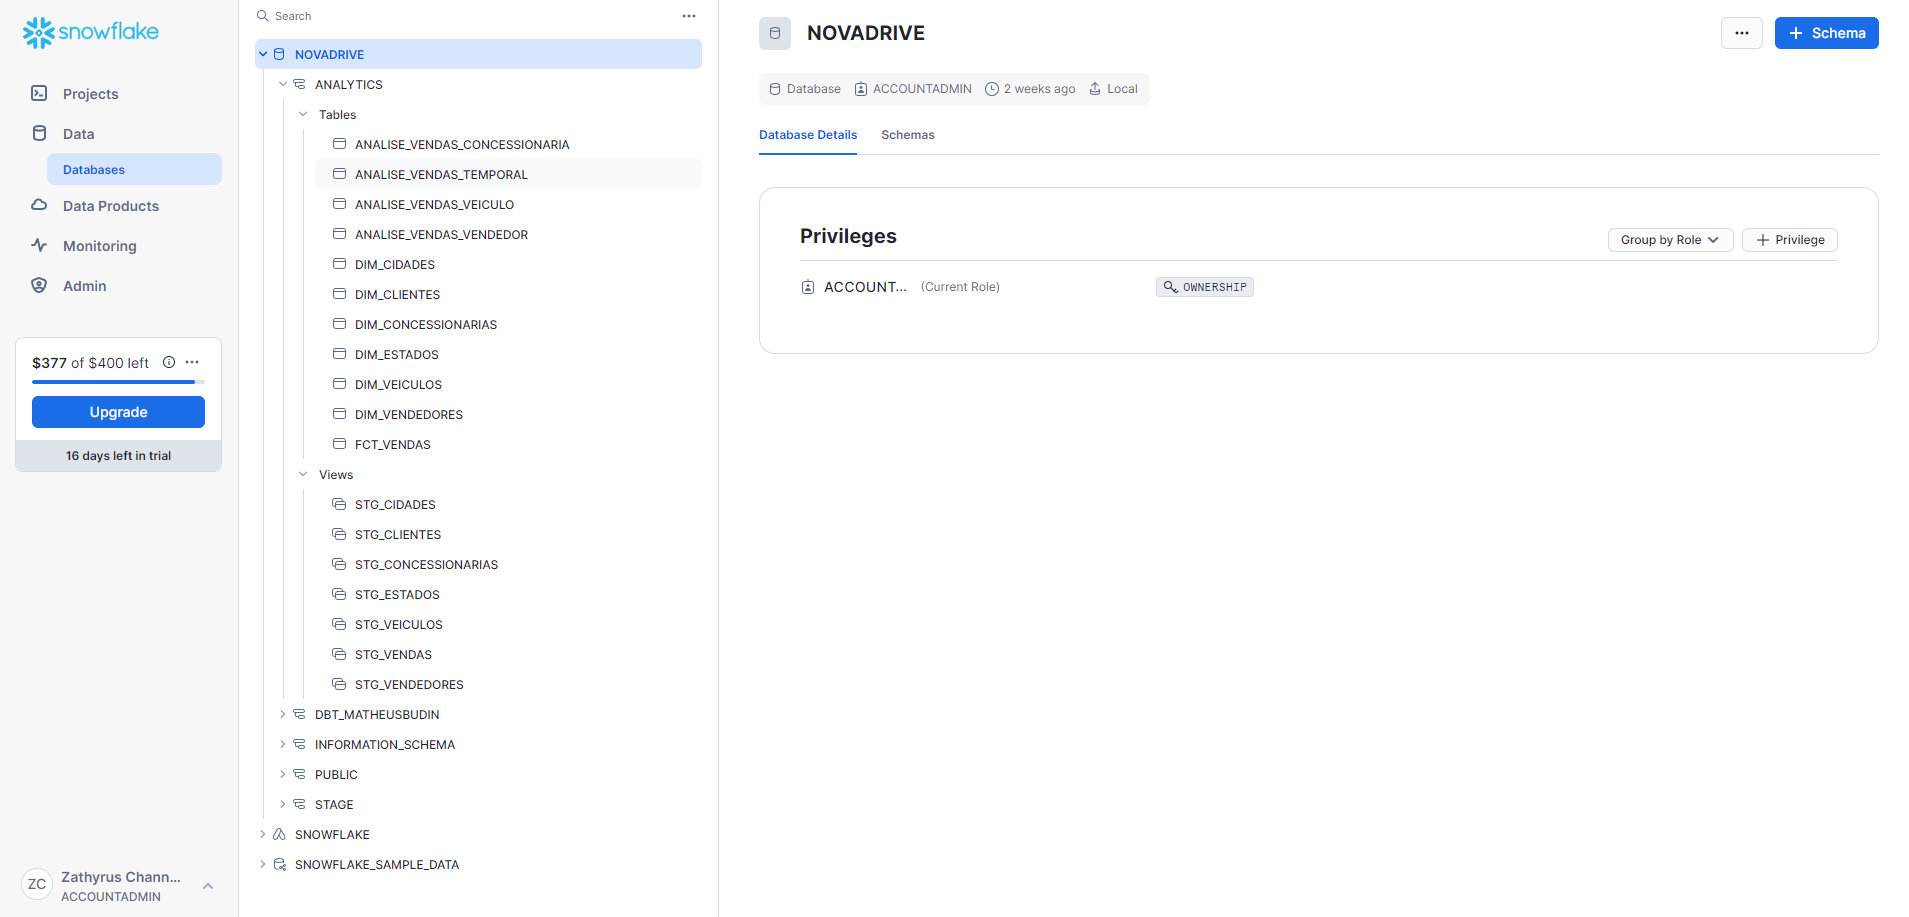 snowflake
Projects
Data
Databases
Data Products
Monitoring
Admin
$377 of $400 left
Upgrade
16 days left in trial
ZC
Zathyrus Chann...
ACCOUNTADMIN
Search
NOVADRIVE
ANALYTICS
Tables
ANALISE_VENDAS_CONCESSIONARIA
ANALISE_VENDAS_TEMPORAL
ANALISE_VENDAS_VEICULO
ANALISE_VENDAS_VENDEDOR
DIM_CIDADES
DIM_CLIENTES
DIM_CONCESSIONARIAS
DIM_ESTADOS
DIM_VEICULOS
DIM_VENDEDORES
FCT_VENDAS
Views
STG_CIDADES
STG_CLIENTES
STG_CONCESSIONARIAS
STG_ESTADOS
STG_VEICULOS
STG_VENDAS
STG_VENDEDORES
DBT_MATHEUSBUDIN
INFORMATION_SCHEMA
PUBLIC
STAGE
SNOWFLAKE
SNOWFLAKE_SAMPLE_DATA
NOVADRIVE
+ Schema
Database ACCOUNTADMIN 2 weeks ago Local
Database Details Schemas
Privileges
Group by Role + Privilege
ACCOUNT... (Current Role) OWNERSHIP